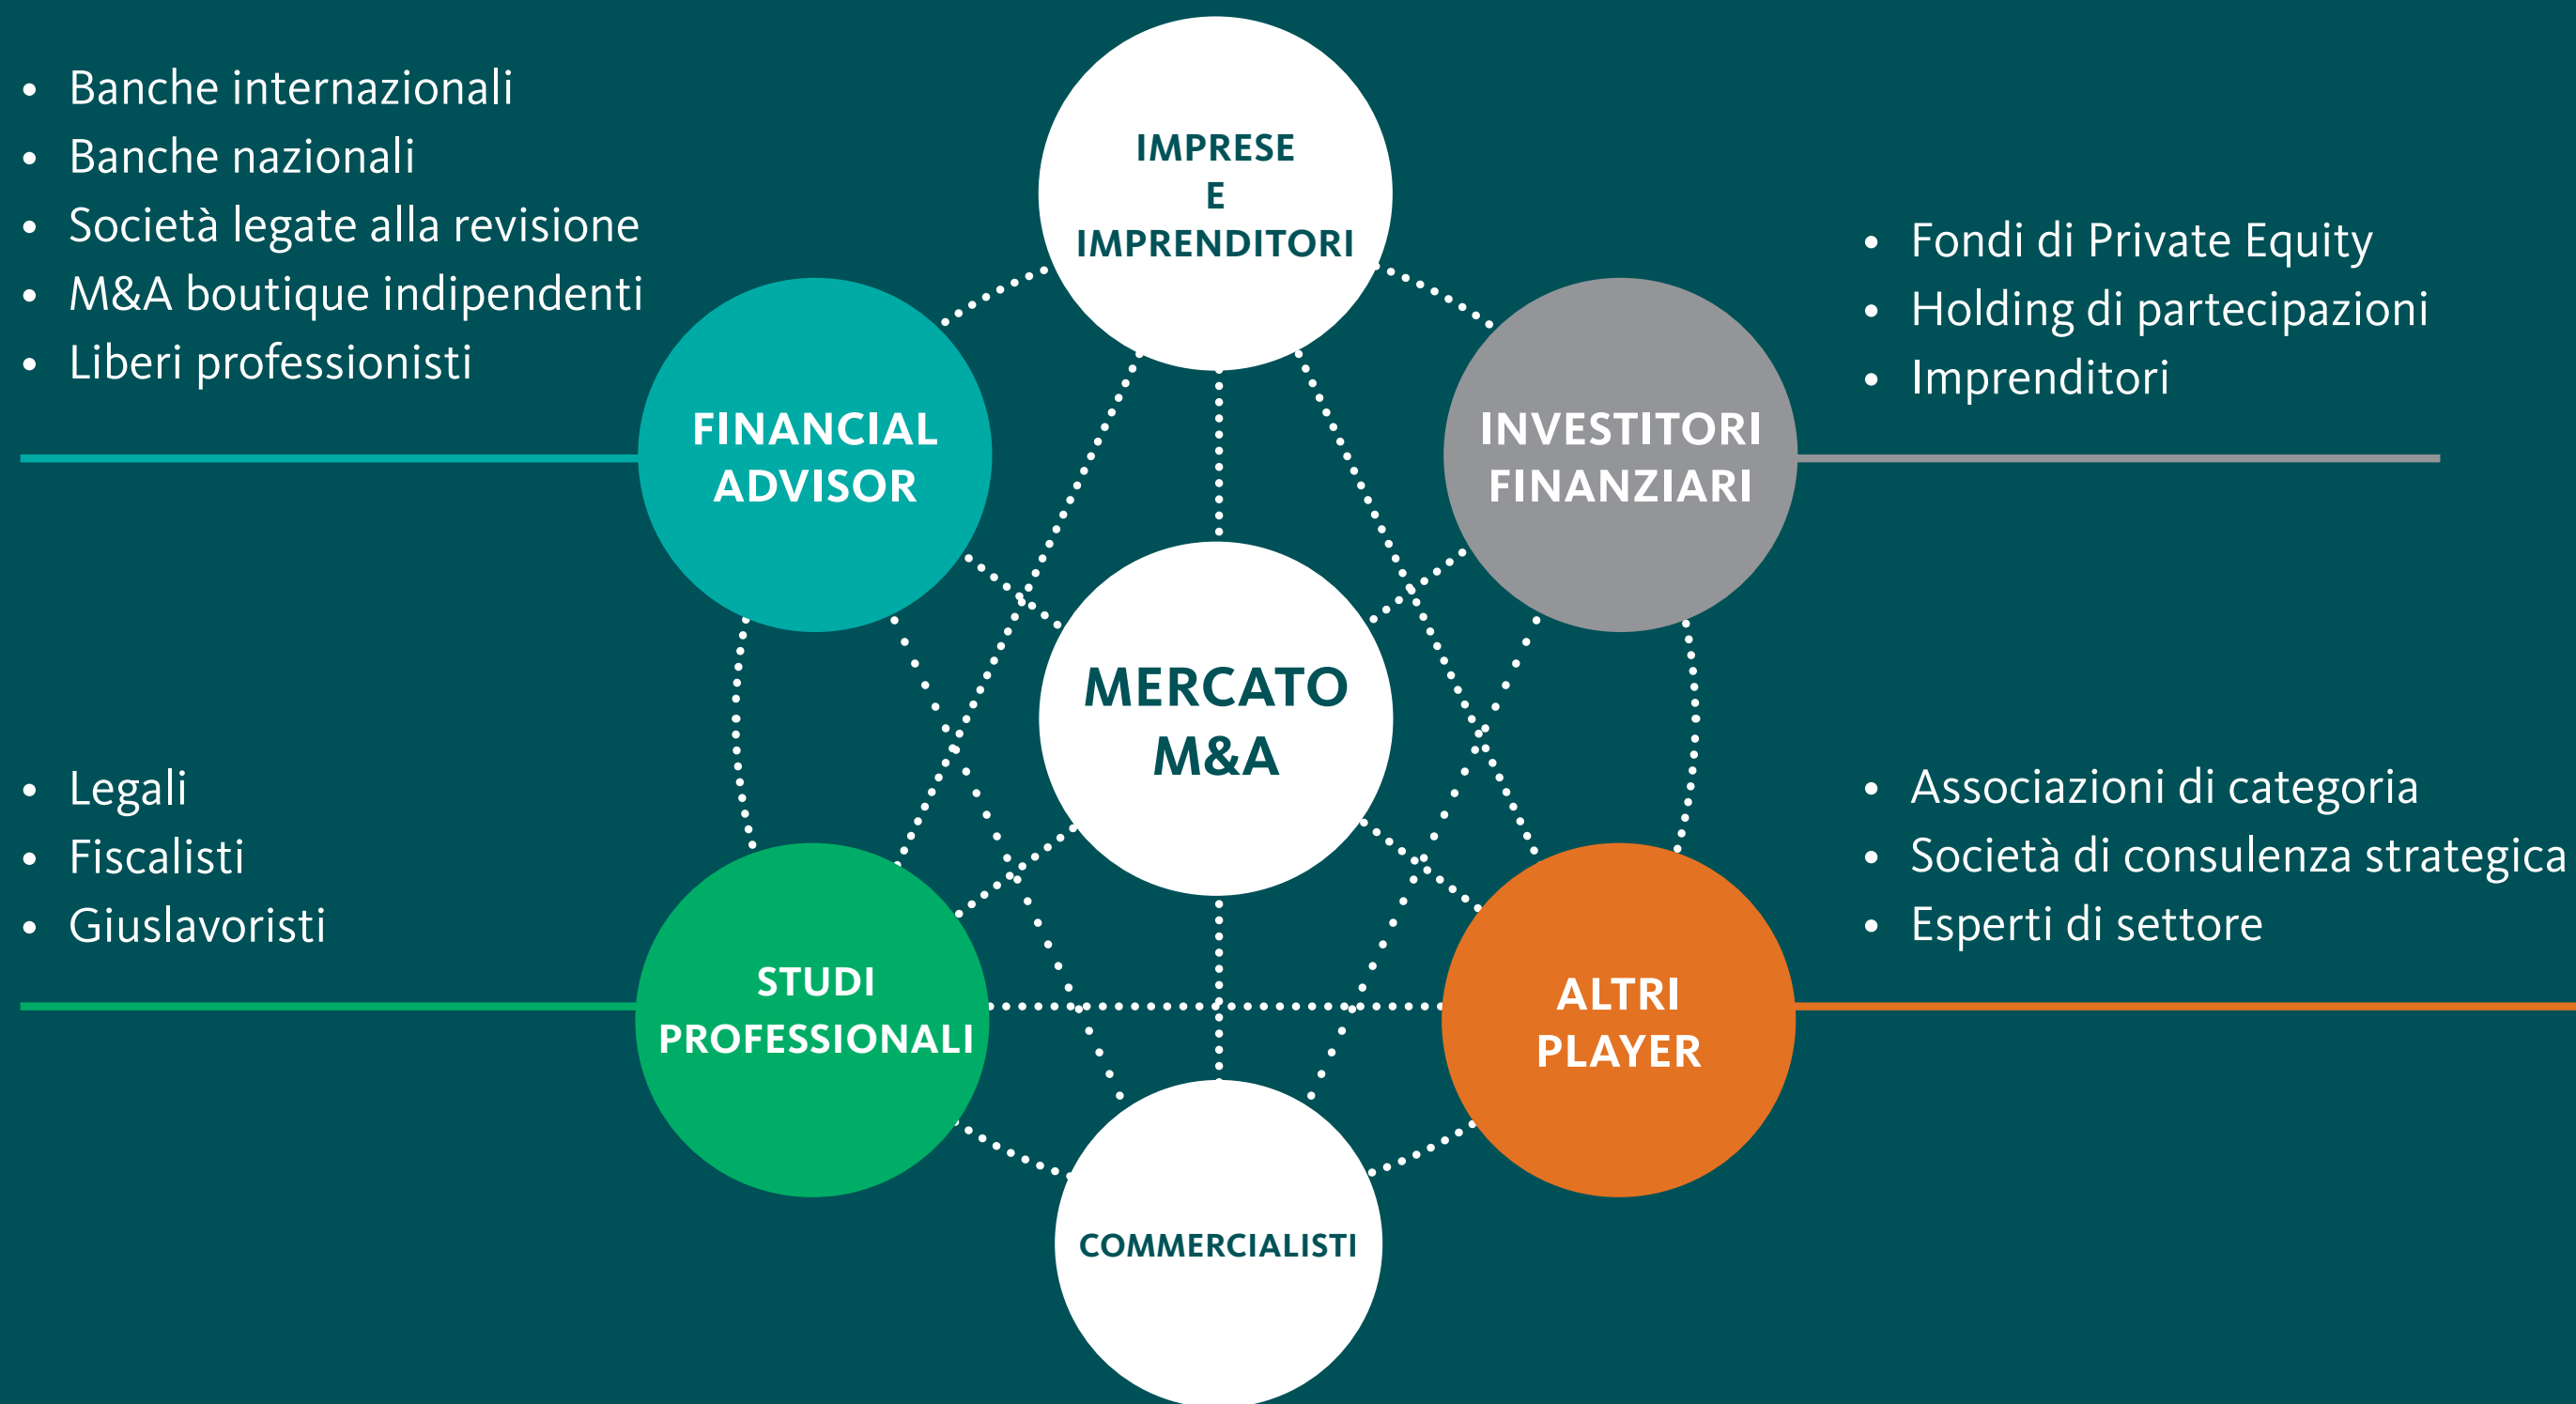 • Banche internazionali
• Banche nazionali
• Società legate alla revisione
• M&A boutique indipendenti
• Liberi professionisti
IMPRESE
E
IMPRENDITORI
• Fondi di Private Equity
• Holding di partecipazioni
• Imprenditori
FINANCIAL
ADVISOR
INVESTITORI
FINANZIARI
MERCATO
M&A
• Legali
• Fiscalisti
• Giuslavoristi
• Associazioni di categoria
• Società di consulenza strategica
• Esperti di settore
STUDI
PROFESSIONALI
ALTRI
PLAYER
COMMERCIALISTI